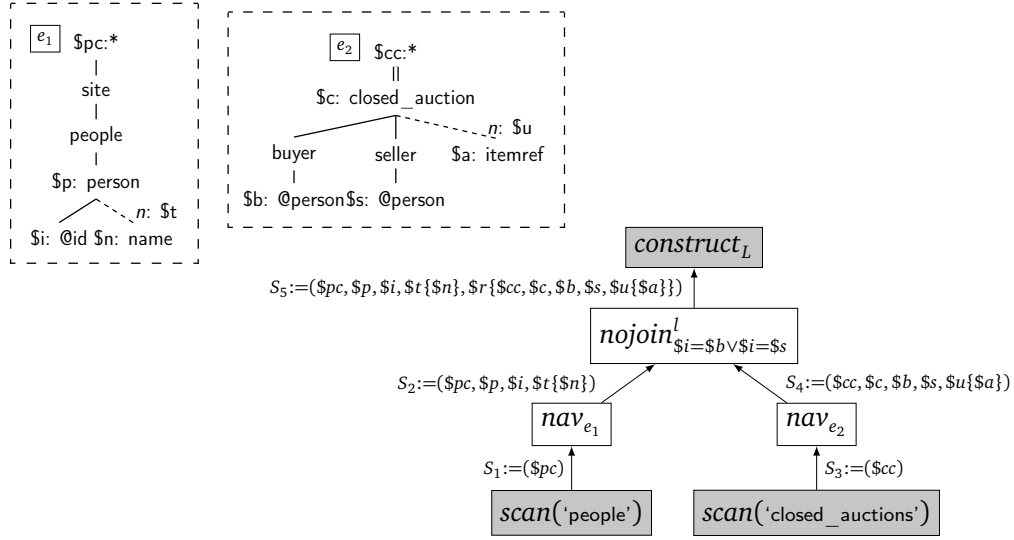 e₁ $pc:*
site
people
$p: person
n: $t
$i: @id $n: name
e₂ $cc:*
$c: closed_auction
n: $u
buyer seller $a: itemref
$b: @person $s: @person
construct_L
S₅:=($pc,$p,$i,$t{$n},$r{$cc,$c,$b,$s,$u{$a}})
nojoin^l_{$i=$b∨$i=$s}
S₂:=($pc,$p,$i,$t{$n}) S₄:=($cc,$c,$b,$s,$u{$a})
nav_{e₁} nav_{e₂}
S₁:=($pc) S₃:=($cc)
scan(‘people’) scan(‘closed_auctions’)